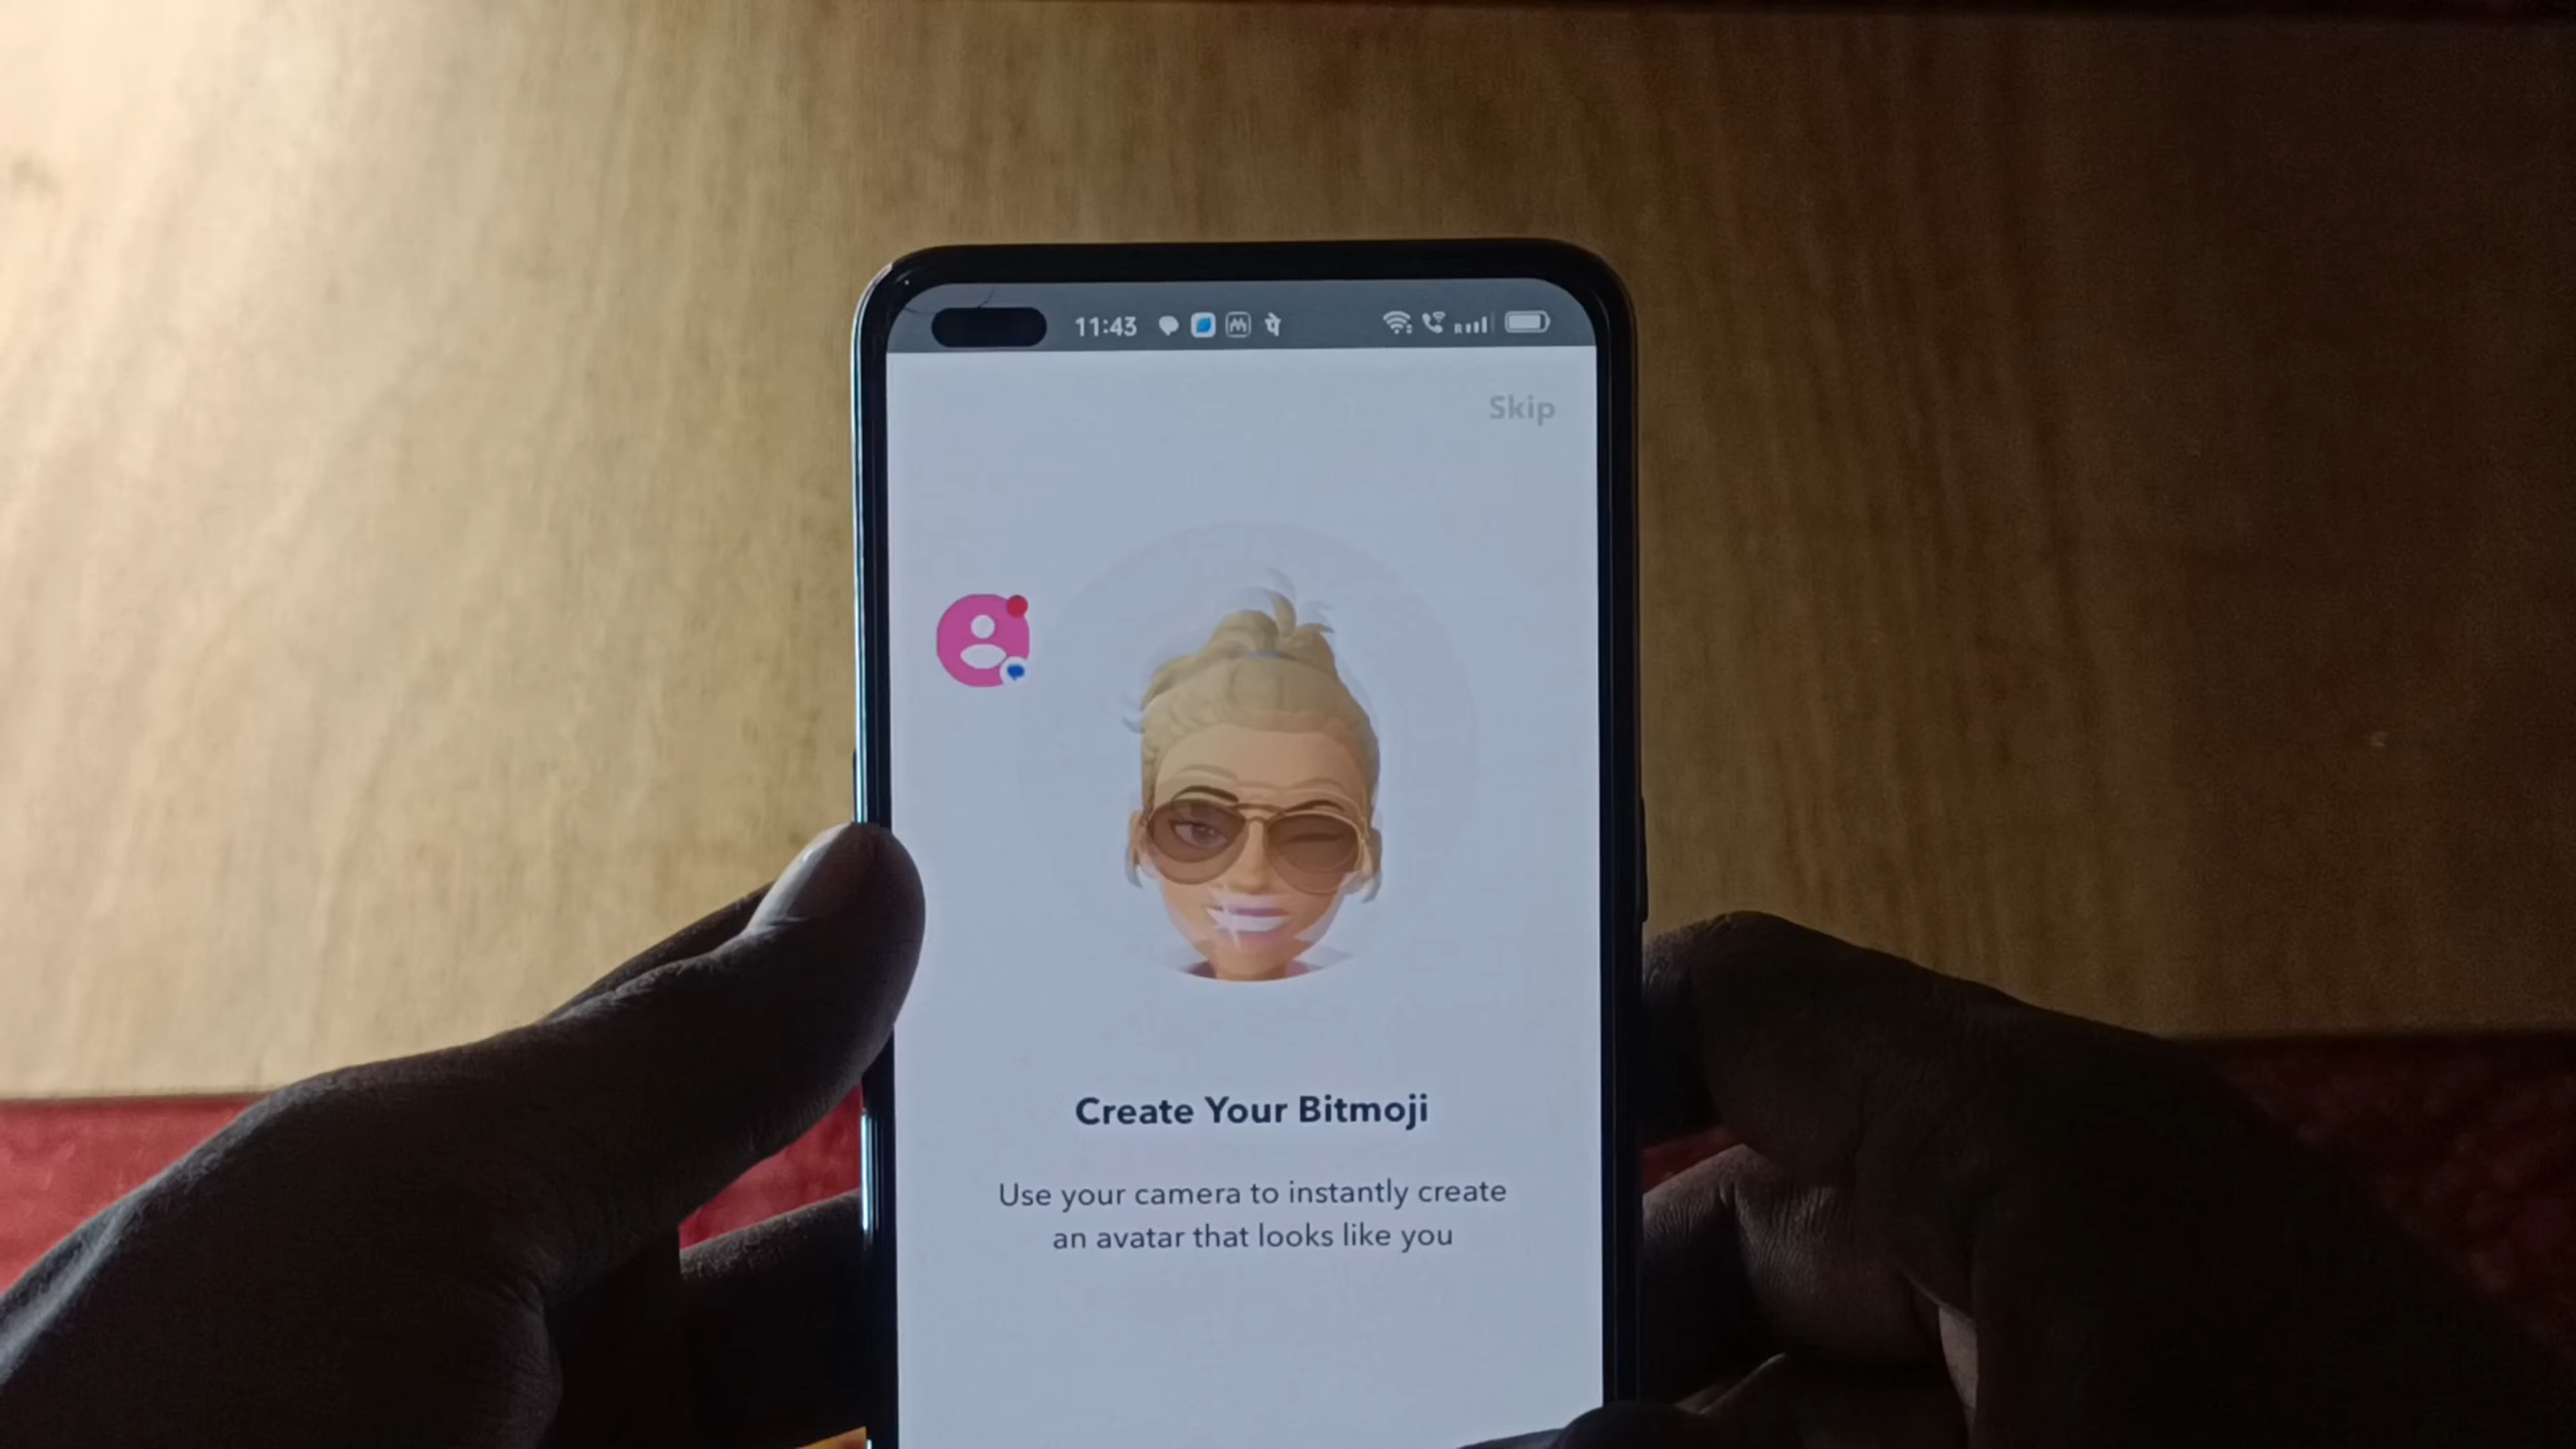 11:43 पे
Skip
Create Your Bitmoji
Use your camera to instantly create
an avatar that looks like you